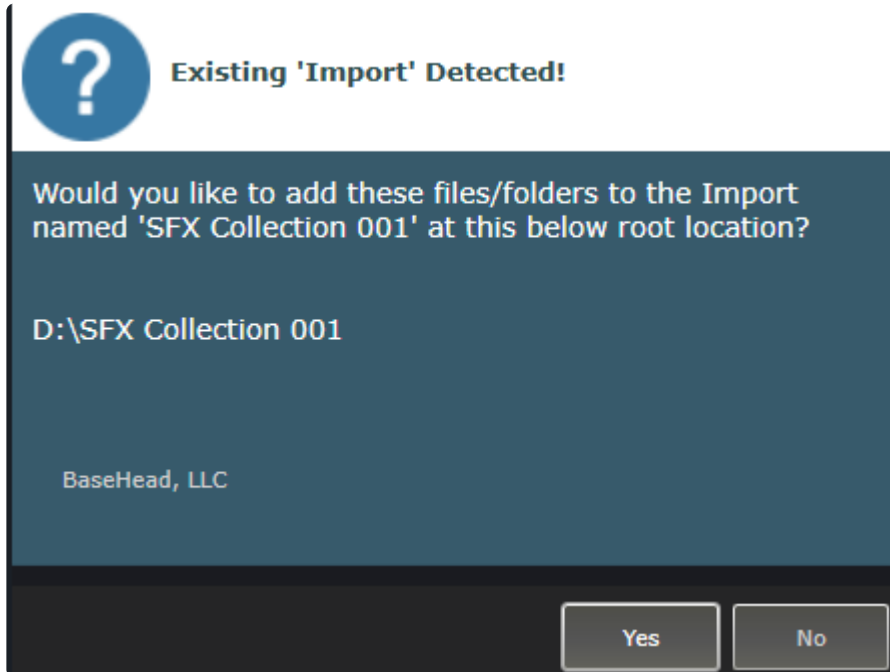 Existing 'Import' Detected!
Would you like to add these files/folders to the Import
named 'SFX Collection 001' at this below root location?
D:\SFX Collection 001
BaseHead, LLC
Yes
No